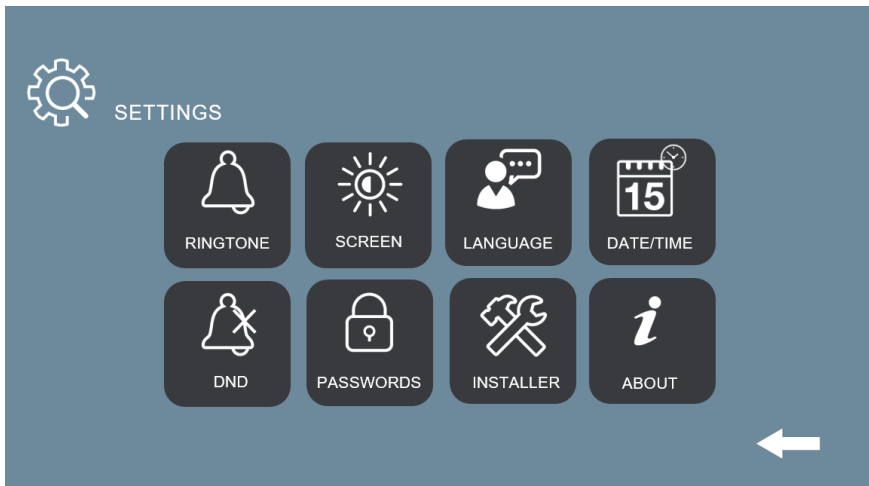 SETTINGS
15
RINGTONE SCREEN LANGUAGE DATE/TIME
DND PASSWORDS INSTALLER ABOUT